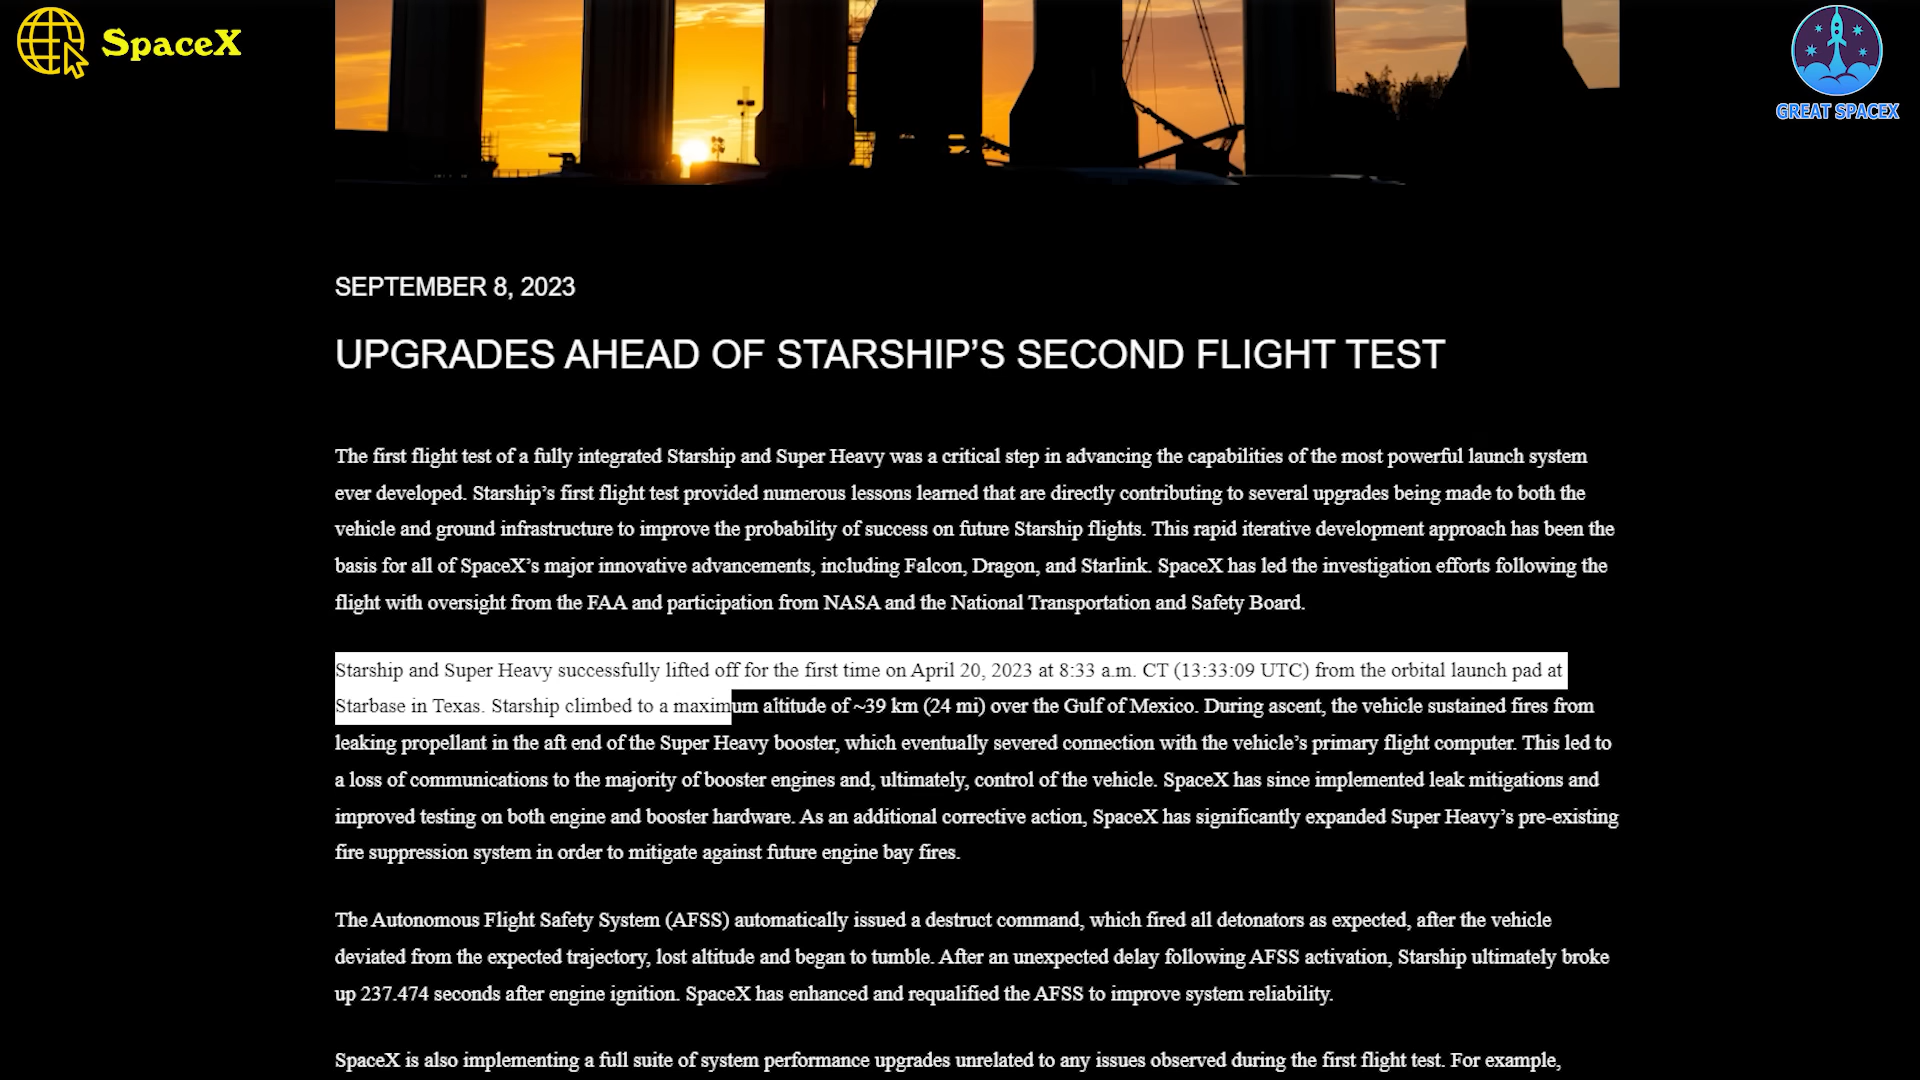 SpaceX
GREAT SPACEX
SEPTEMBER 8, 2023
UPGRADES AHEAD OF STARSHIP’S SECOND FLIGHT TEST
The first flight test of a fully integrated Starship and Super Heavy was a critical step in advancing the capabilities of the most powerful launch system
ever developed. Starship’s first flight test provided numerous lessons learned that are directly contributing to several upgrades being made to both the
vehicle and ground infrastructure to improve the probability of success on future Starship flights. This rapid iterative development approach has been the
basis for all of SpaceX’s major innovative advancements, including Falcon, Dragon, and Starlink. SpaceX has led the investigation efforts following the
flight with oversight from the FAA and participation from NASA and the National Transportation and Safety Board.
Starship and Super Heavy successfully lifted off for the first time on April 20, 2023 at 8:33 a.m. CT (13:33:09 UTC) from the orbital launch pad at
Starbase in Texas. Starship climbed to a maximum altitude of ~39 km (24 mi) over the Gulf of Mexico. During ascent, the vehicle sustained fires from
leaking propellant in the aft end of the Super Heavy booster, which eventually severed connection with the vehicle’s primary flight computer. This led to
a loss of communications to the majority of booster engines and, ultimately, control of the vehicle. SpaceX has since implemented leak mitigations and
improved testing on both engine and booster hardware. As an additional corrective action, SpaceX has significantly expanded Super Heavy’s pre-existing
fire suppression system in order to mitigate against future engine bay fires.
The Autonomous Flight Safety System (AFSS) automatically issued a destruct command, which fired all detonators as expected, after the vehicle
deviated from the expected trajectory, lost altitude and began to tumble. After an unexpected delay following AFSS activation, Starship ultimately broke
up 237.474 seconds after engine ignition. SpaceX has enhanced and requalified the AFSS to improve system reliability.
SpaceX is also implementing a full suite of system performance upgrades unrelated to any issues observed during the first flight test. For example,